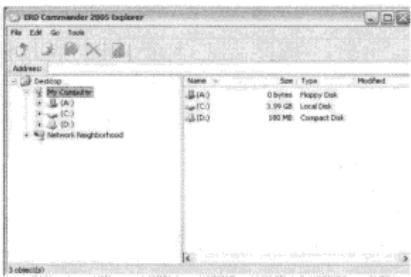 ERD Commander 2005 Explorer
File Edit Go Tools
Address:
Desktop
My Computer
(A:)
(C:)
(D:)
Network Neighborhood
Name Size Type Modified
(A:) 0 bytes Floppy Disk
(C:) 3.99 GB Local Disk
(D:) 180 MB Compact Disk
3 object(s)